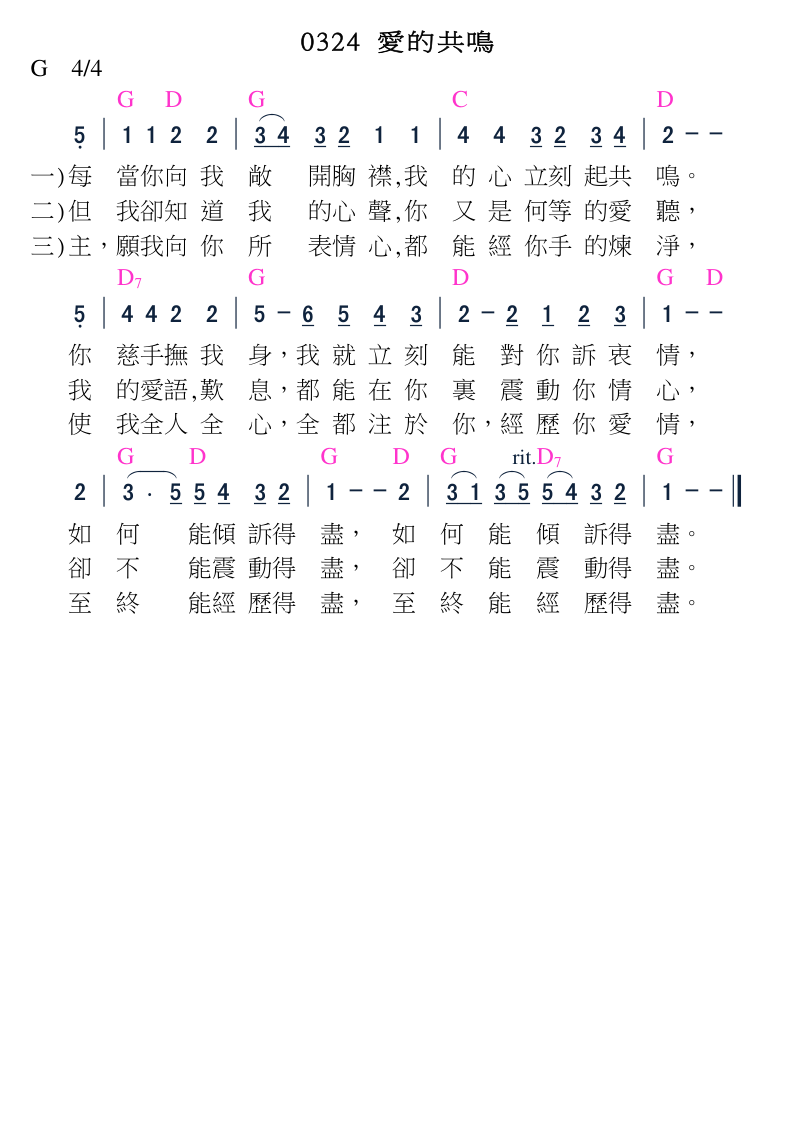 0324 愛的共鳴
G 4/4
G D G C D
5 | 1 1 2 2 | 3 4 3 2 1 1 | 4 4 3 2 3 4 | 2 - -
一)每 當你向 我 敞 開胸 襟,我 的 心 立刻 起共 鳴。
二)但 我卻知 道 我 的心 聲,你 又 是 何等 的愛 聽,
三)主,願我向 你 所 表情 心,都 能 經 你手 的煉 淨,
D7 G D G D
5 | 4 4 2 2 | 5 - 6 5 4 3 | 2 - 2 1 2 3 | 1 - -
你 慈手撫 我 身,我 就 立 刻 能 對 你 訴 衷 情,
我 的愛語,歎 息,都 能 在 你 裏 震 動 你 情 心,
使 我全人 全 心,全 都 注 於 你,經 歷 你 愛 情,
G D G D G rit.D7 G
2 | 3 . 5 5 4 3 2 | 1 - - 2 | 3 1 3 5 5 4 3 2 | 1 - - ‖
如 何 能傾 訴得 盡, 如 何 能 傾 訴得 盡。
卻 不 能震 動得 盡, 卻 不 能 震 動得 盡。
至 終 能經 歷得 盡, 至 終 能 經 歷得 盡。